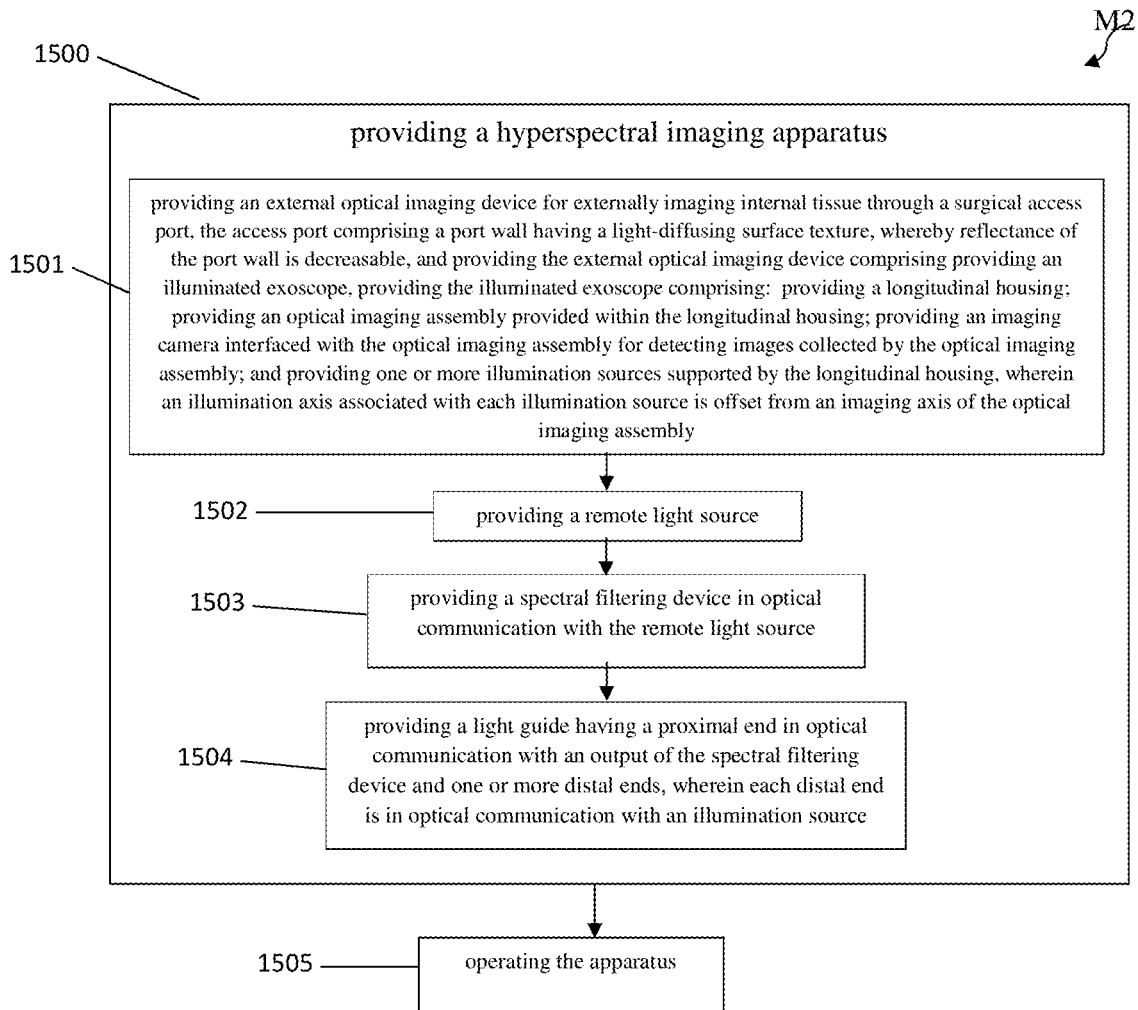 M2
1500
providing a hyperspectral imaging apparatus
providing an external optical imaging device for externally imaging internal tissue through a surgical access
port, the access port comprising a port wall having a light-diffusing surface texture, whereby reflectance of
1501
the port wall is decreasable, and providing the external optical imaging device comprising providing an
illuminated exoscope, providing the illuminated exoscope comprising: providing a longitudinal housing;
providing an optical imaging assembly provided within the longitudinal housing; providing an imaging
camera interfaced with the optical imaging assembly for detecting images collected by the optical imaging
assembly; and providing one or more illumination sources supported by the longitudinal housing, wherein
an illumination axis associated with each illumination source is offset from an imaging axis of the optical
imaging assembly
1502
providing a remote light source
1503
providing a spectral filtering device in optical
communication with the remote light source
1504
providing a light guide having a proximal end in optical
communication with an output of the spectral filtering
device and one or more distal ends, wherein each distal end
is in optical communication with an illumination source
1505
operating the apparatus